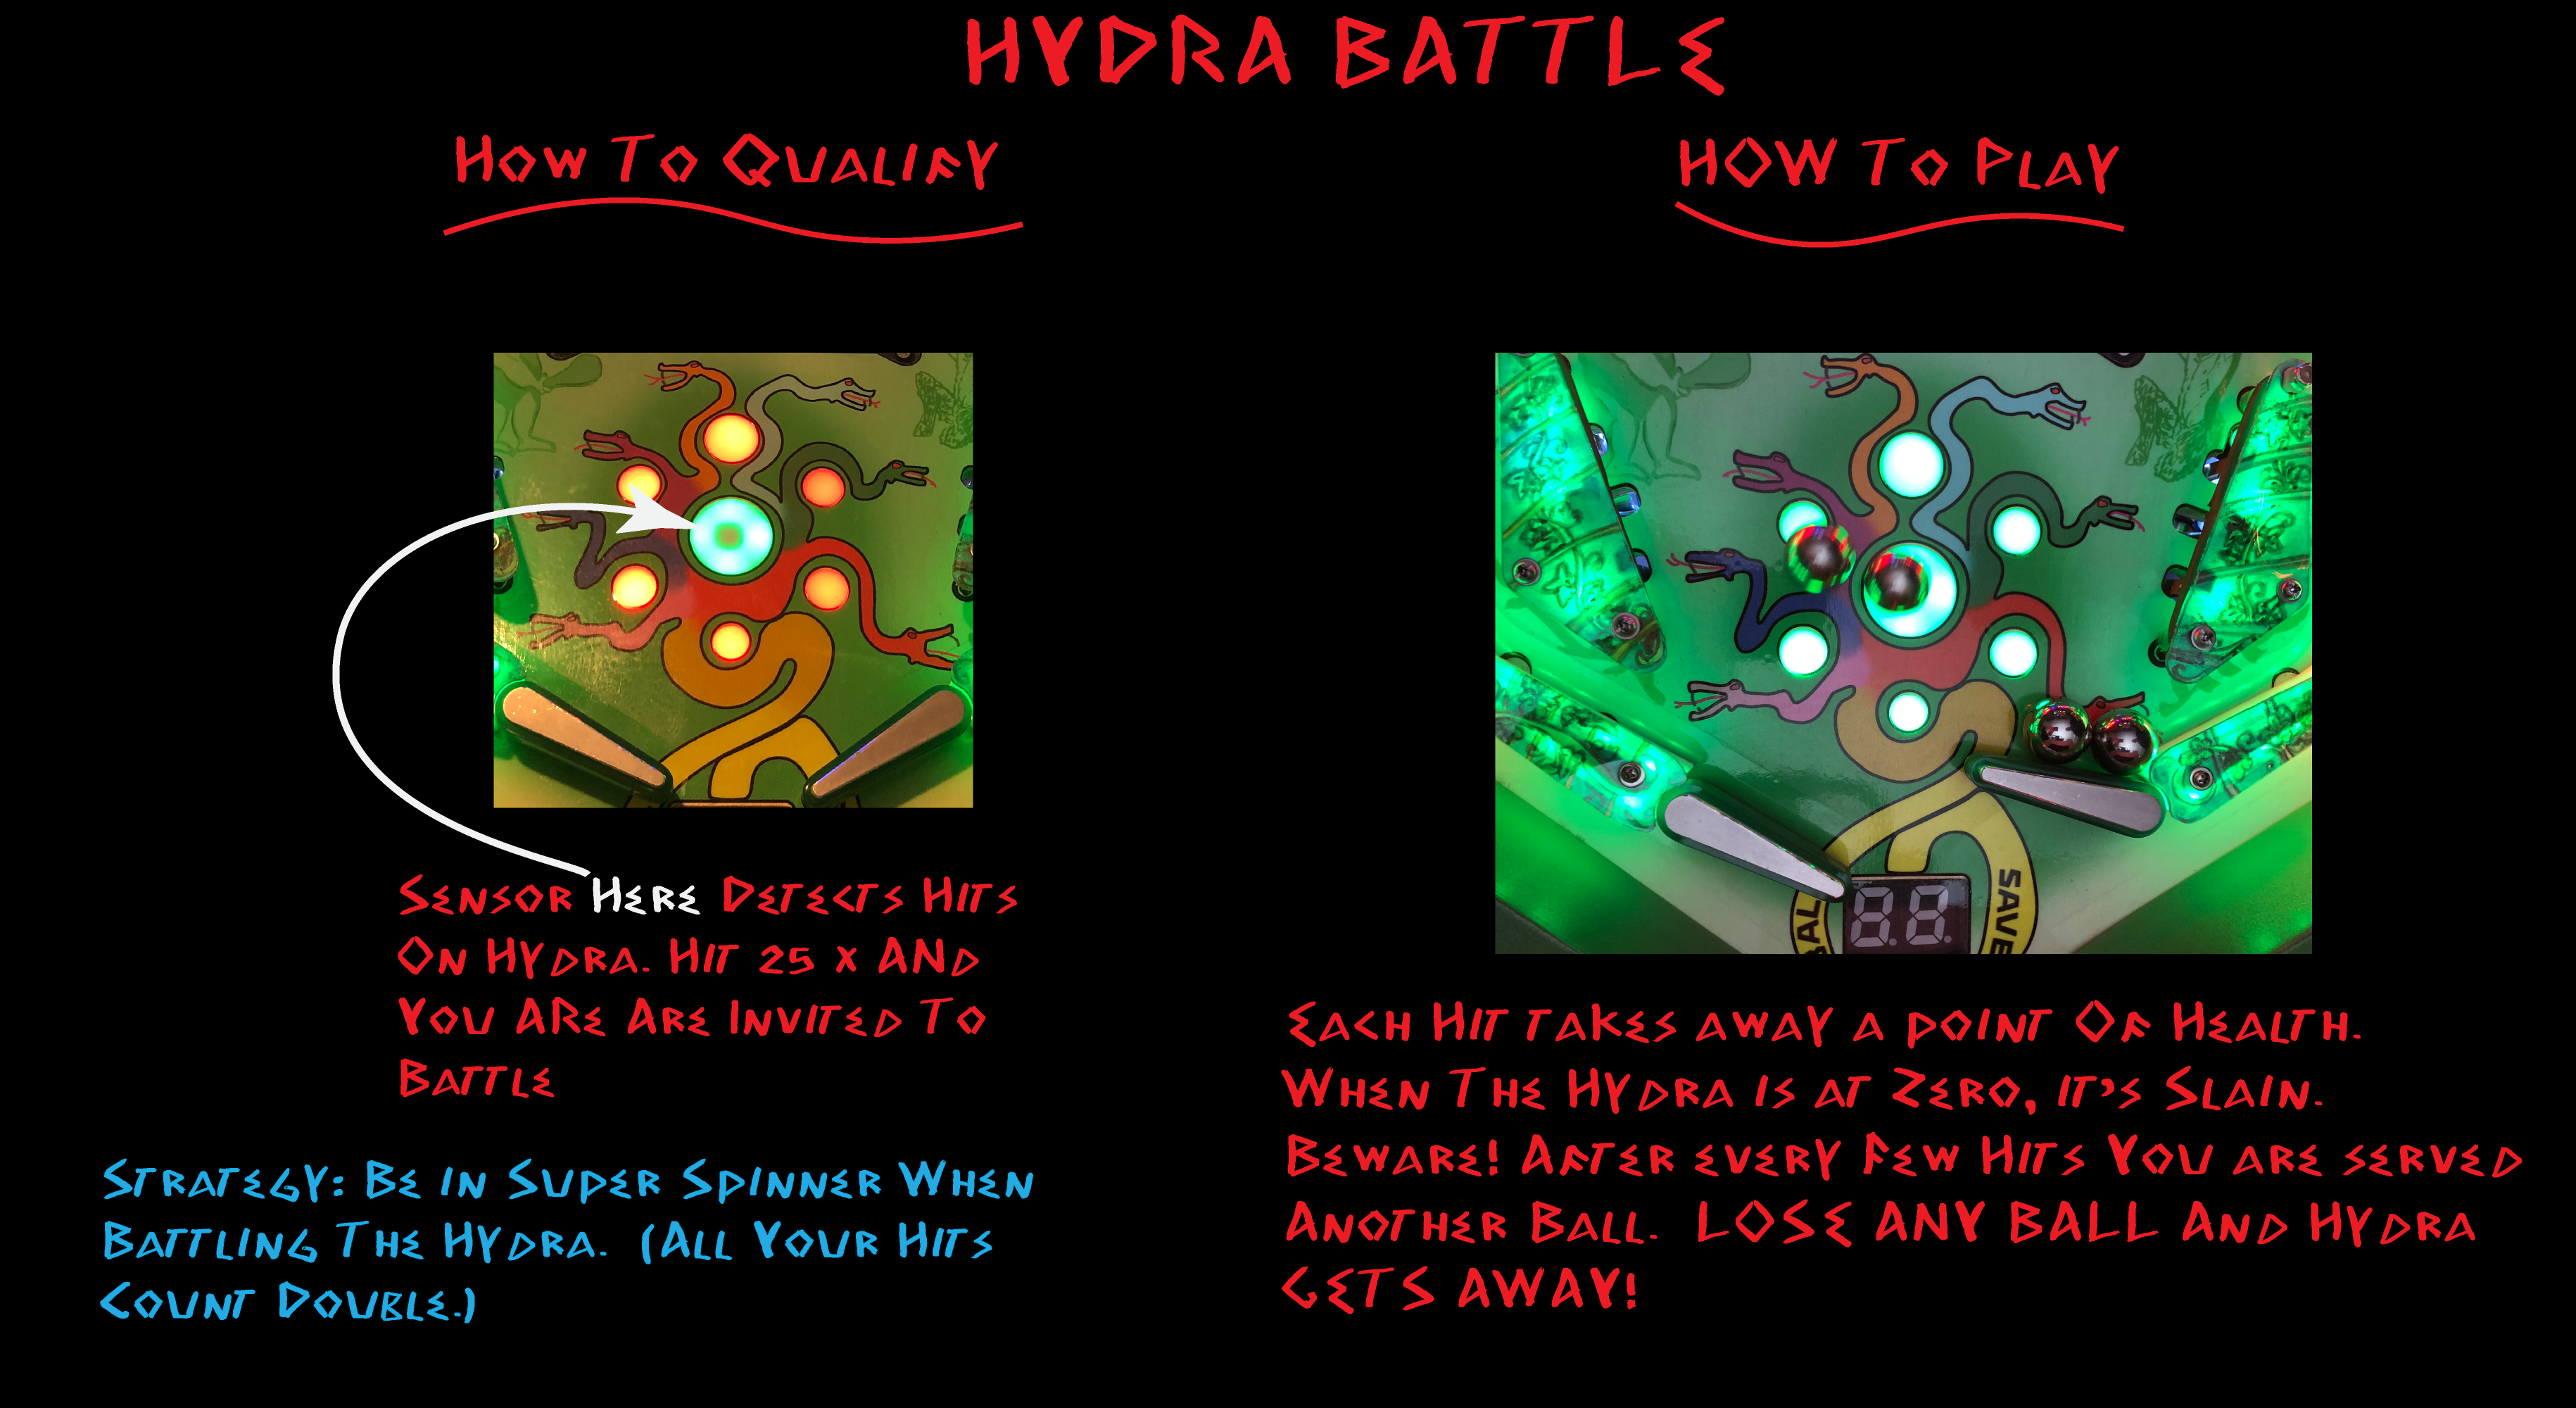 HYDRA BATTLE
How To Qualify
HOW To Play
SAVE
Sensor Here Detects Hits
On Hydra. Hit 25 x ANd
You ARe Are Invited To
Battle
Strategy: Be in Super Spinner When
Battling The Hydra. (All Your Hits
Count Double.)
Each Hit takes away a point Of Health.
When The Hydra is at Zero, it's Slain.
Beware! After every Few Hits You are served
Another Ball. LOSE ANY BALL And Hydra
GETS AWAY!